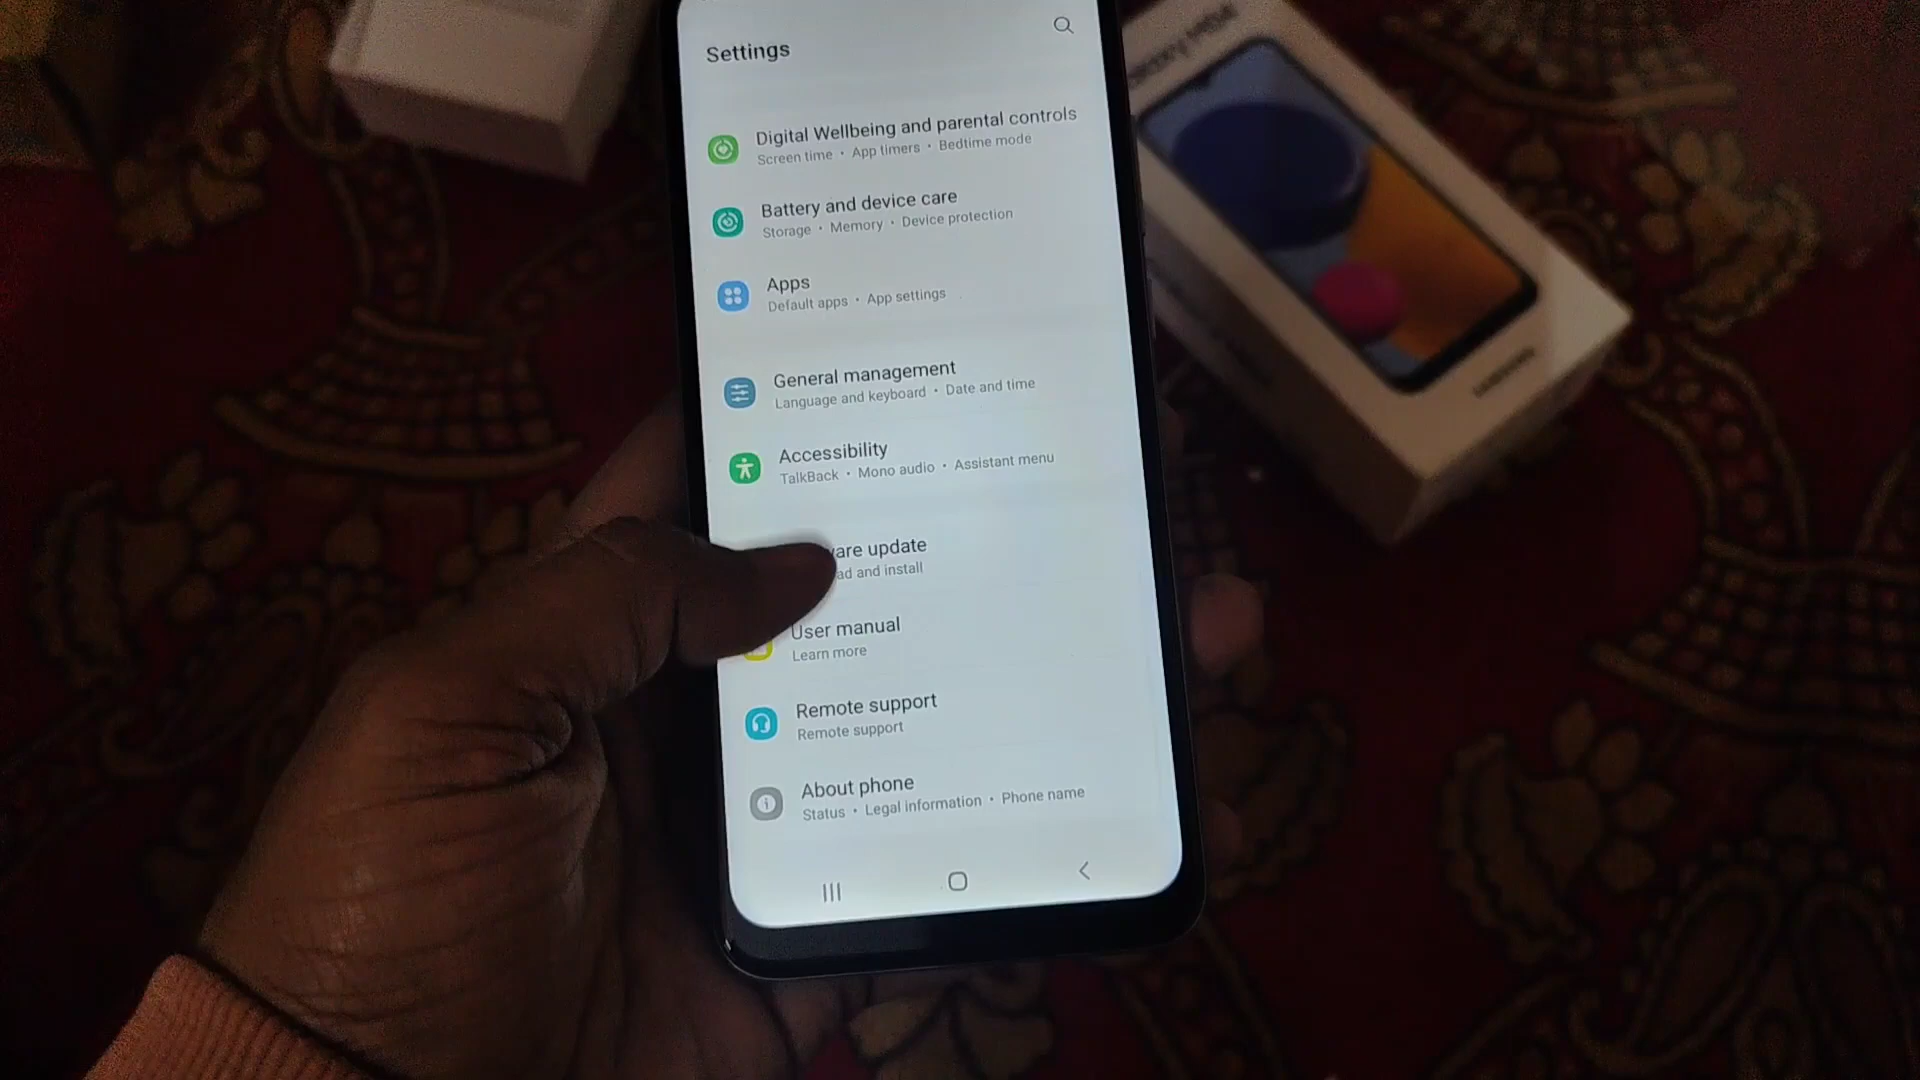 Settings
Digital Wellbeing and parental controls
Screen time • App timers • Bedtime mode
Battery and device care
Storage • Memory • Device protection
Apps
Default apps • App settings
General management
Language and keyboard • Date and time
Accessibility
TalkBack • Mono audio • Assistant menu
ware update
ad and install
User manual
Learn more
Remote support
Remote support
About phone
Status • Legal information • Phone name
SAMSUNG